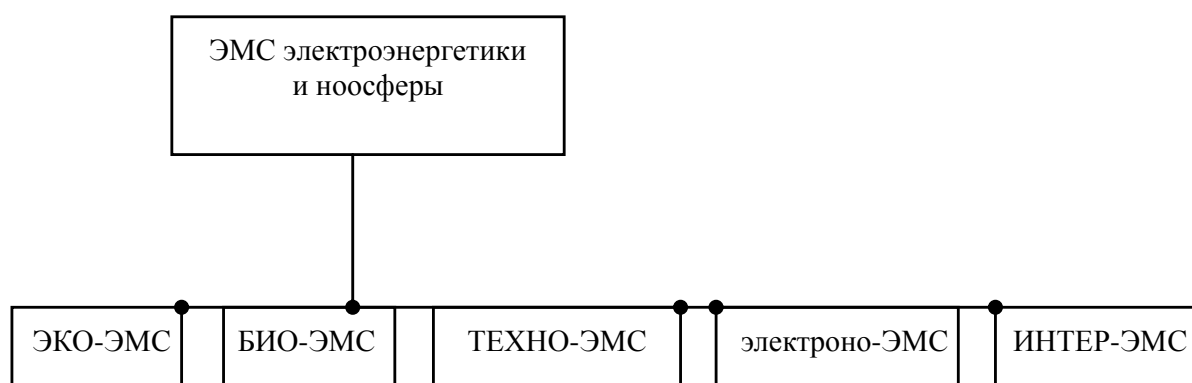 ЭМС электроэнергетики
и ноосферы
ЭКО-ЭМС БИО-ЭМС ТЕХНО-ЭМС электроно-ЭМС ИНТЕР-ЭМС